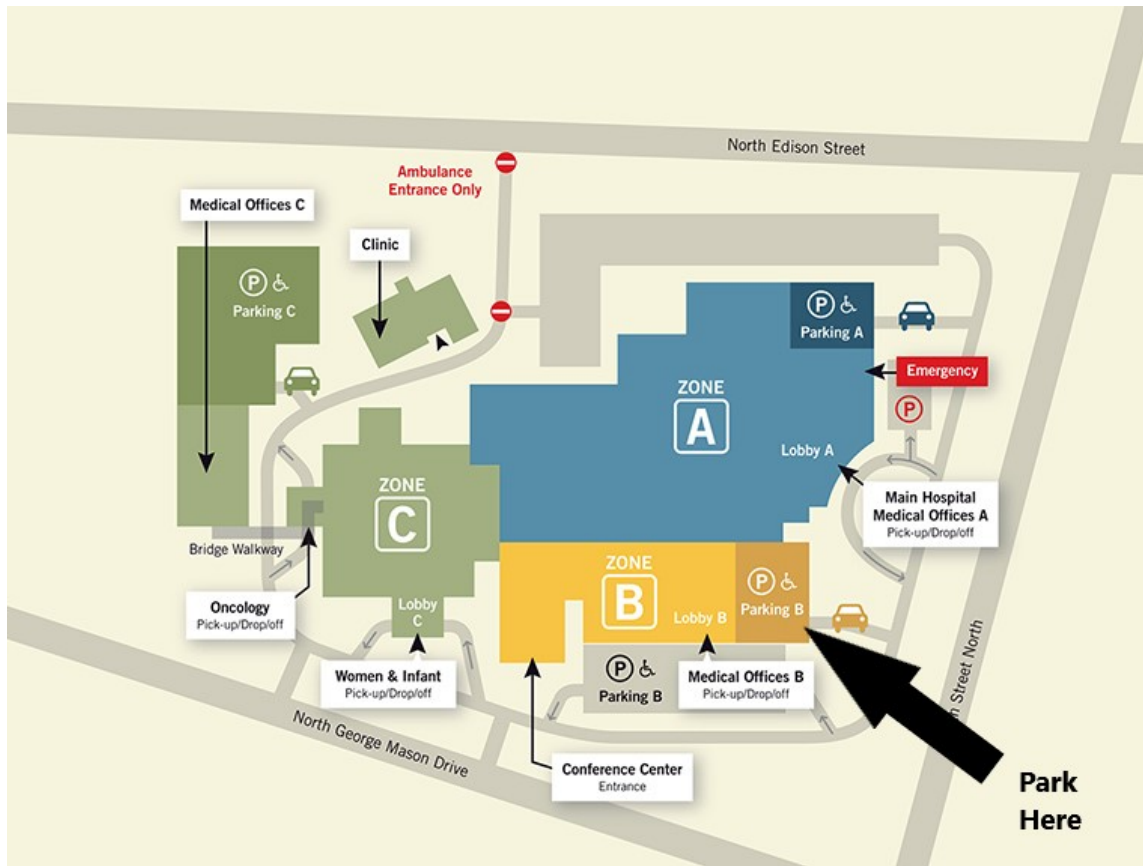 North Edison Street
Ambulance
Entrance Only
Medical Offices C
Clinic
P
Parking C
P
Parking A
Emergency
P
ZONE
A
Lobby A
Main Hospital
Medical Offices A
Pick-up/Drop/off
ZONE
C
Bridge Walkway
ZONE
B
P
Parking B
Lobby B
Oncology
Pick-up/Drop/off
Lobby
C
Women & Infant
Pick-up/Drop/off
P
Parking B
Medical Offices B
Pick-up/Drop/off
Street North
North George Mason Drive
Conference Center
Entrance
Park
Here